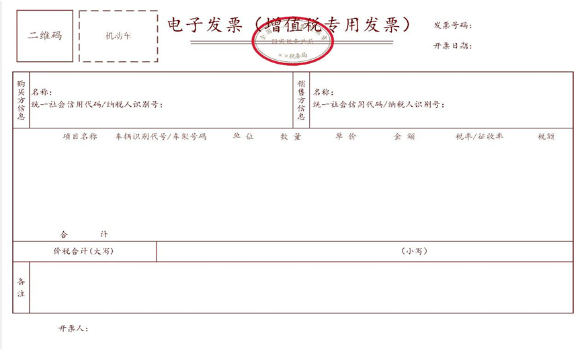 二维码
机动车
电子发票（增值税专用发票）
发票号码：
开票日期：
购买方信息
名称：
统一社会信用代码/纳税人识别号：
销售方信息
名称：
统一社会信用代码/纳税人识别号：
项目名称 车辆识别代号/车架号码 单位 数量 单价 金额 税率/征收率 税额
合计
价税合计(大写) (小写)
备注
开票人：